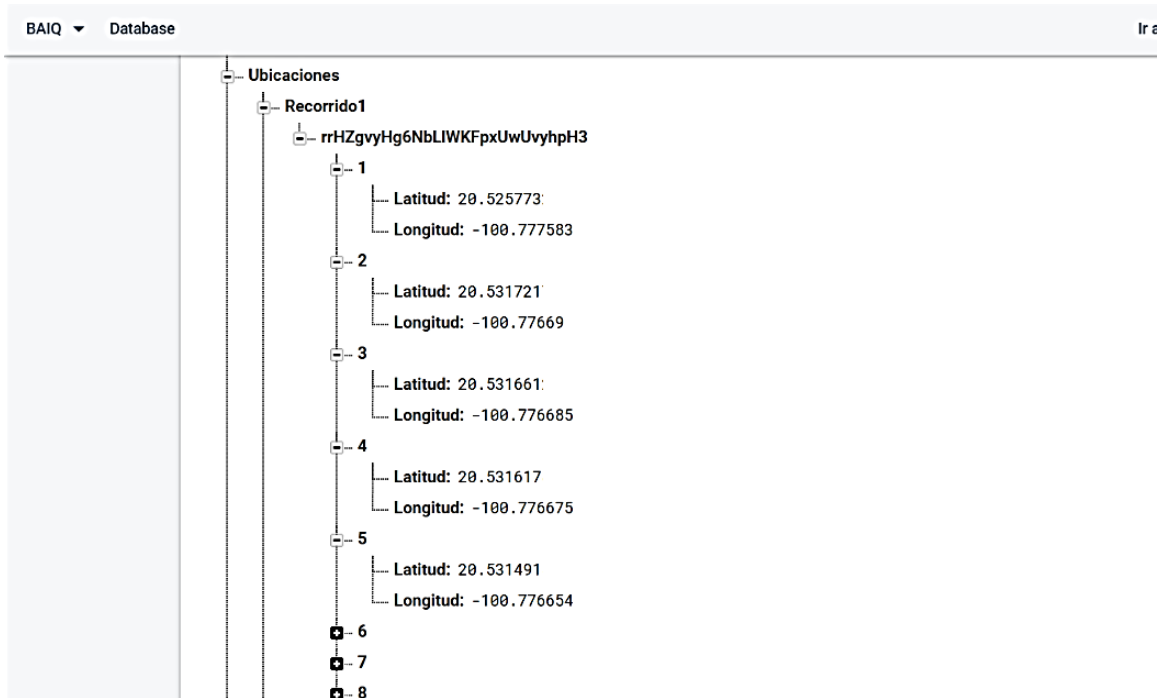 BAIQ Database Ir a
Ubicaciones
Recorrido1
rrHZgvyHg6NbLlWKFpxUwUvyhpH3
1
Latitud: 20.525773
Longitud: -100.777583
2
Latitud: 20.531721
Longitud: -100.77669
3
Latitud: 20.531661
Longitud: -100.776685
4
Latitud: 20.531617
Longitud: -100.776675
5
Latitud: 20.531491
Longitud: -100.776654
6
7
8